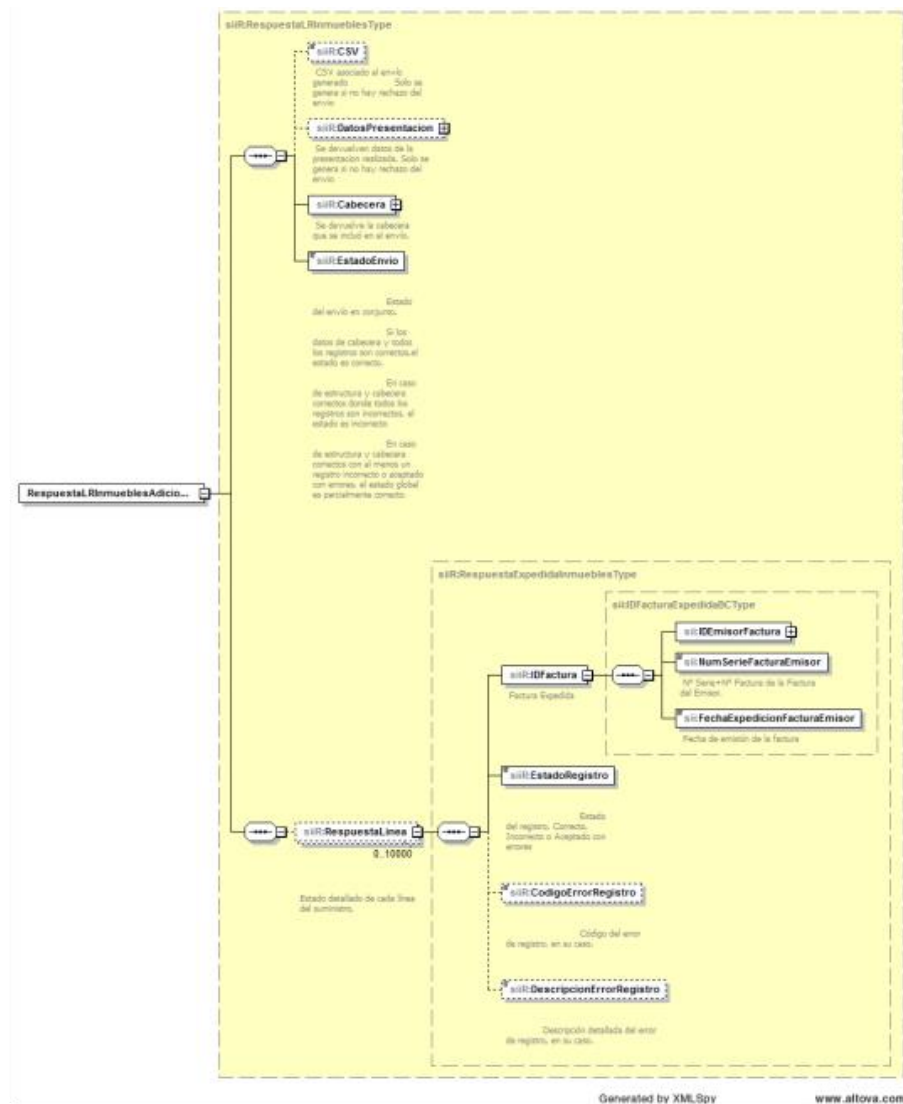 siiR:RespuestaLRInmueblesType
siiR:CSV
CSV asociado al envío
generado. Solo se
genera si no hay rechazo del
envio
siiR:DatosPresentacion
Se devuelven datos de la
presentacion realizada. Solo se
genera si no hay rechazo del
envio
siiR:Cabecera
Se devuelve la cabecera
que se incluó en el envío.
siiR:EstadoEnvio
Estado
del envío en conjunto.
Si los
datos de cabecera y todos
los registros son correctos,el
estado es correcto.
En caso
de estructura y cabecera
correctos donde todos los
registros son incorrectos, el
estado es incorrecto
En caso
de estructura y cabecera
correctos con al menos un
registro incorrecto o aceptado
con errores, el estado global
es parcialmente correcto.
RespuestaLRInmueblesAdicio...
siiR:RespuestaExpedidaInmueblesType
sii:IDFacturaExpedidaBCType
sii:IDEmisorFactura
sii:NumSerieFacturaEmisor
Nº Serie+Nº Factura de la Factura
del Emisor.
siiR:IDFactura
Factura Expedida
sii:FechaExpedicionFacturaEmisor
Fecha de emisión de la factura
siiR:EstadoRegistro
Estado
del registro. Correcto,
Incorrecto o Aceptado con
errores
siiR:RespuestaLinea
0..10000
Estado detallado de cada línea
del suministro.
siiR:CodigoErrorRegistro
Código del error
de registro, en su caso.
siiR:DescripcionErrorRegistro
Descripción detallada del error
de registro, en su caso.
Generated by XMLSpy
www.altova.com